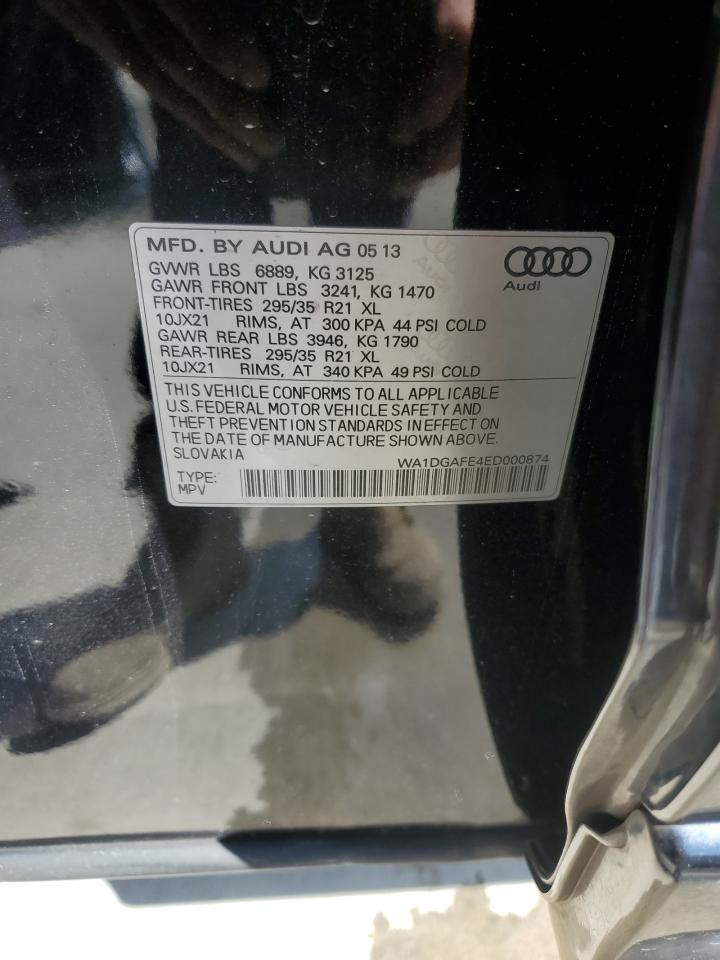 MFD. BY AUDI AG 05 13
Audi
GVWR LBS 6889, KG 3125
GAWR FRONT LBS 3241, KG 1470
FRONT-TIRES 295/35 R21 XL
10JX21 RIMS, AT 300 KPA 44 PSI COLD
GAWR REAR LBS 3946, KG 1790
REAR-TIRES 295/35 R21 XL
10JX21 RIMS, AT 340 KPA 49 PSI COLD
THIS VEHICLE CONFORMS TO ALL APPLICABLE
U.S. FEDERAL MOTOR VEHICLE SAFETY AND
THEFT PREVENTION STANDARDS IN EFFECT ON
THE DATE OF MANUFACTURE SHOWN ABOVE.
SLOVAKIA
WA1DGAFE4ED000874
TYPE:
MPV